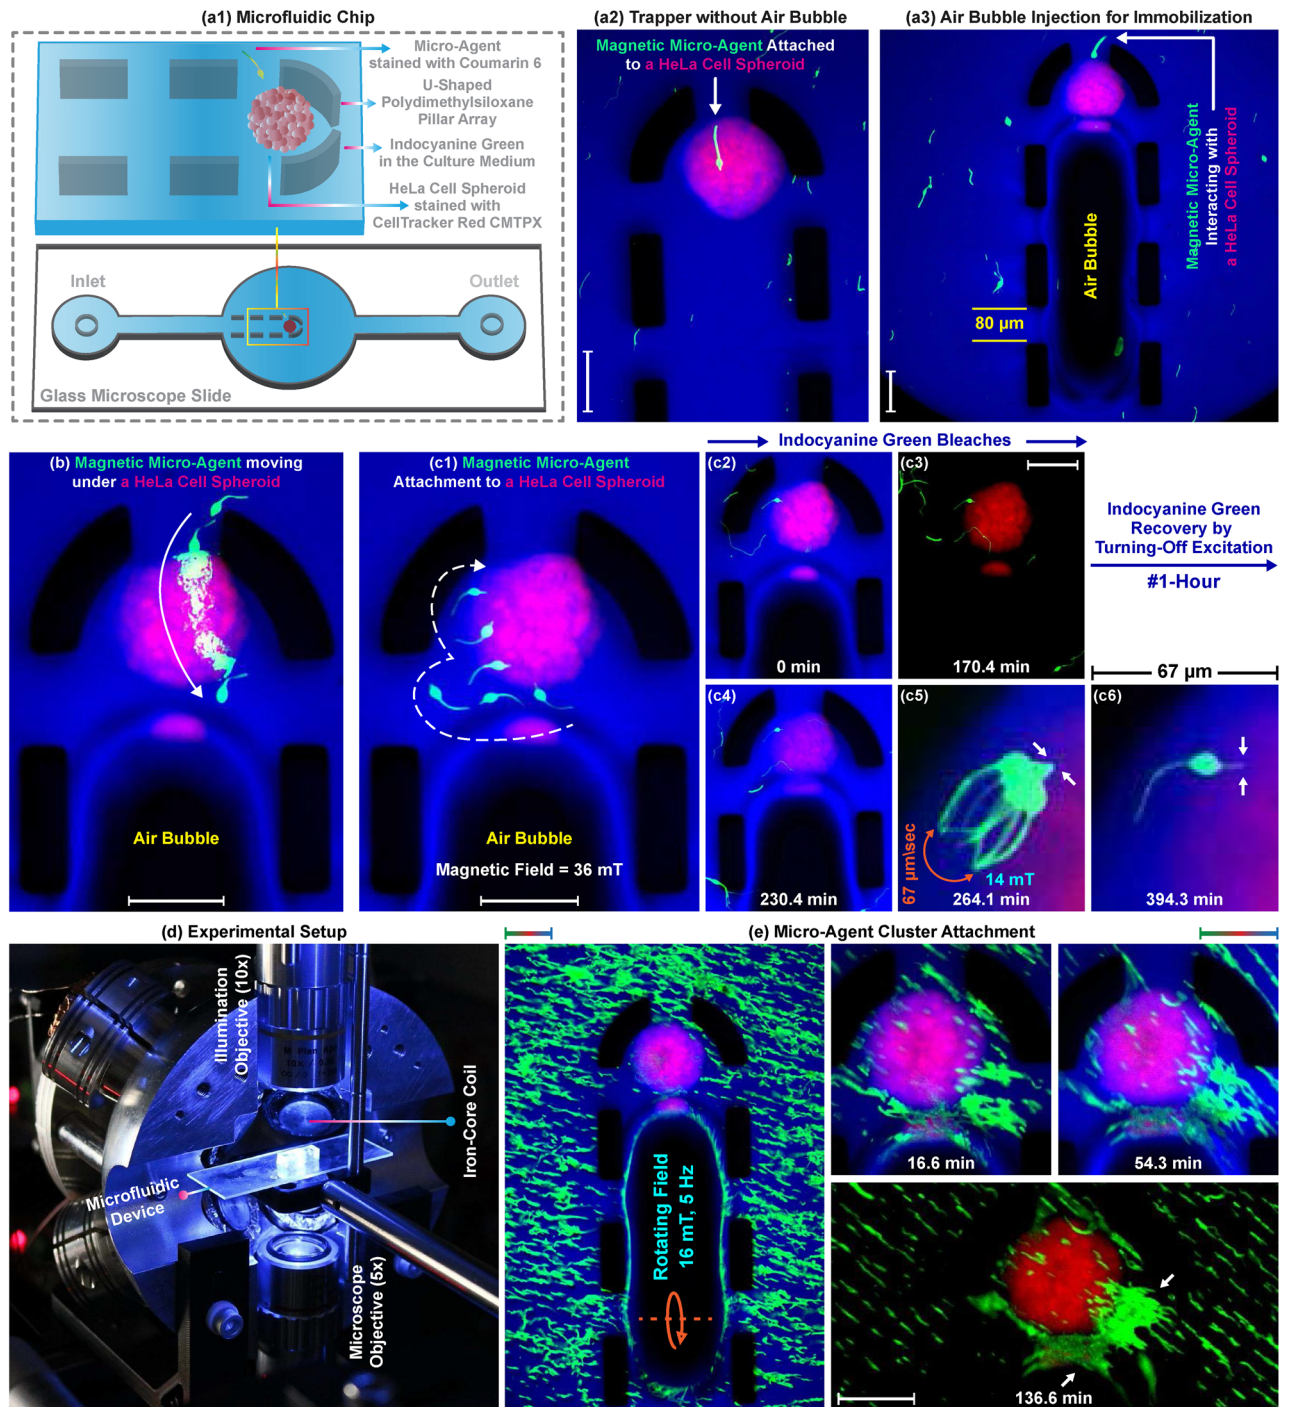 (a1) Microfluidic Chip
Micro-Agent
stained with Coumarin 6
U-Shaped
Polydimethylsiloxane
Pillar Array
Indocyanine Green
in the Culture Medium
HeLa Cell Spheroid
stained with
CellTracker Red CMTPX
Inlet
Outlet
Glass Microscope Slide
(a2) Trapper without Air Bubble
Magnetic Micro-Agent Attached
to a HeLa Cell Spheroid
(a3) Air Bubble Injection for Immobilization
Magnetic Micro-Agent
Interacting with
a HeLa Cell Spheroid
Air Bubble
80 µm
(b) Magnetic Micro-Agent moving
under a HeLa Cell Spheroid
Air Bubble
(c1) Magnetic Micro-Agent
Attachment to a HeLa Cell Spheroid
Air Bubble
Magnetic Field = 36 mT
Indocyanine Green Bleaches
(c2)
0 min
(c3)
170.4 min
Indocyanine Green
Recovery by
Turning-Off Excitation
#1-Hour
(c4)
230.4 min
(c5)
67 µm\sec
14 mT
264.1 min
67 µm
(c6)
394.3 min
(d) Experimental Setup
Illumination
Objective (10x)
Iron-Core Coil
Microfluidic
Device
Microscope
Objective (5x)
(e) Micro-Agent Cluster Attachment
Rotating Field
16 mT, 5 Hz
16.6 min
54.3 min
136.6 min